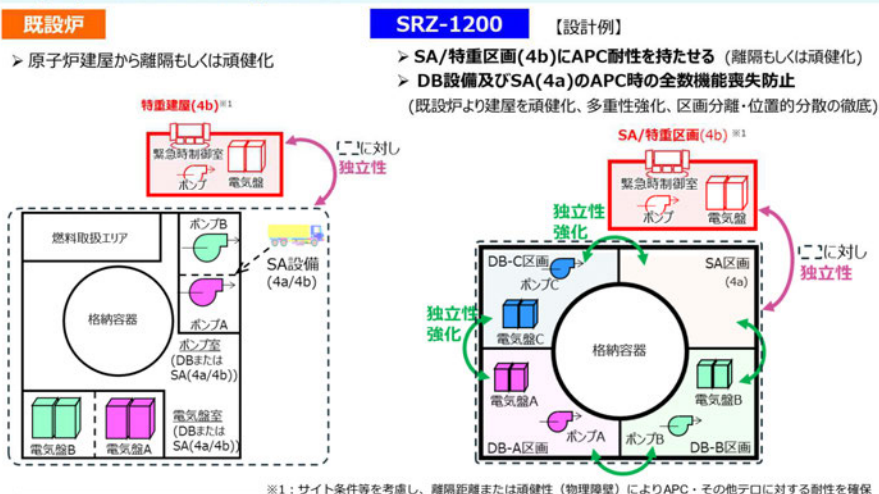 既設炉
➢ 原子炉建屋から離隔もしくは頑健化
特重建屋(4b)※1
緊急時制御室
ポンプ
電気盤
に対し
独立性
燃料取扱エリア
ポンプB
SA設備
(4a/4b)
格納容器
ポンプA
ポンプ室
(DBまたは
SA(4a/4b))
電気盤室
(DBまたは
SA(4a/4b))
電気盤B
電気盤A
SRZ-1200
【設計例】
➢ SA/特重区画(4b)にAPC耐性を持たせる (離隔もしくは頑健化)
➢ DB設備及びSA(4a)のAPC時の全数機能喪失防止
(既設炉より建屋を頑健化、多重性強化、区画分離・位置的分散の徹底)
SA/特重区画(4b) ※1
緊急時制御室
ポンプ
電気盤
独立性
強化
に対し
独立性
DB-C区画
ポンプC
SA区画
(4a)
独立性
強化
電気盤C
格納容器
電気盤A
電気盤B
ポンプA
ポンプB
DB-A区画
DB-B区画
※1：サイト条件等を考慮し、離隔距離または頑健性（物理障壁）によりAPC・その他テロに対する耐性を確保